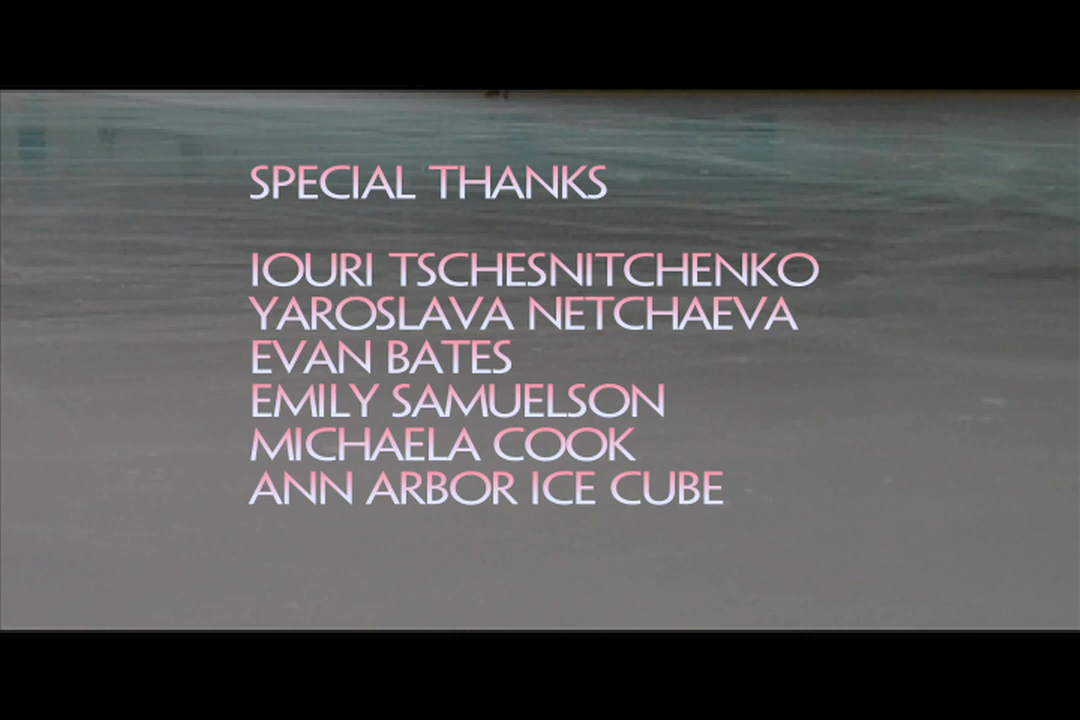 SPECIAL THANKS
IOURI TSCHESNITCHENKO
YAROSLAVA NETCHAEVA
EVAN BATES
EMILY SAMUELSON
MICHAELA COOK
ANN ARBOR ICE CUBE